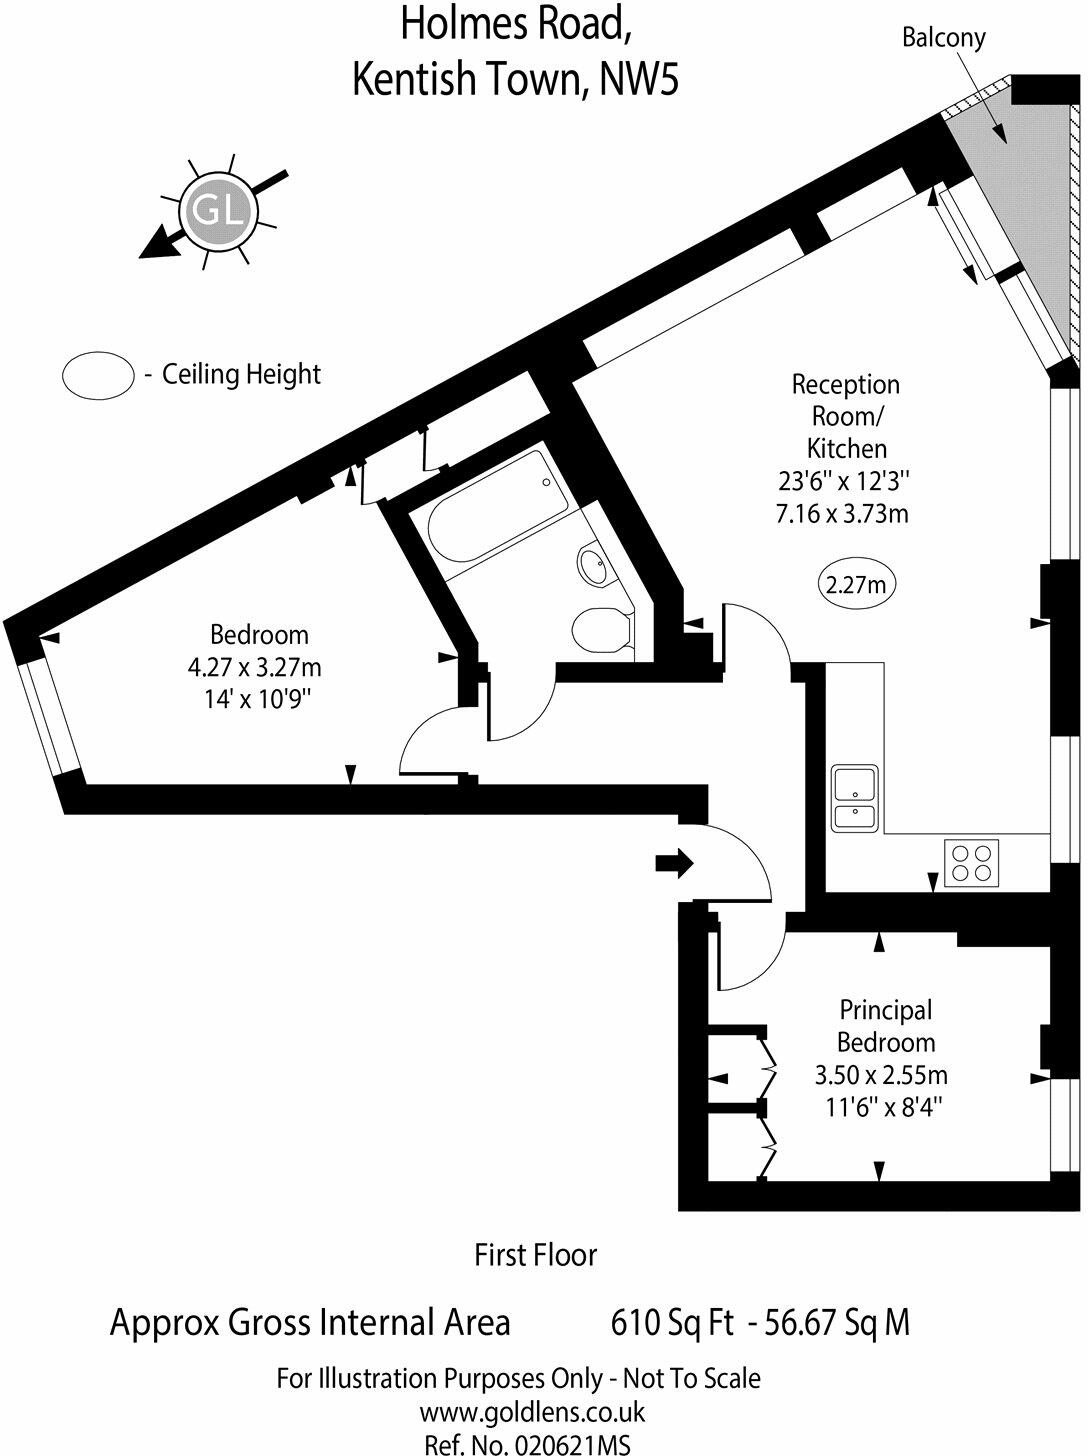 Holmes Road,
Kentish Town, NW5
Balcony
GL
- Ceiling Height
Reception
Room/
Kitchen
23'6'' x 12'3''
7.16 x 3.73m
2.27m
Bedroom
4.27 x 3.27m
14' x 10'9''
Principal
Bedroom
3.50 x 2.55m
11'6'' x 8'4''
First Floor
Approx Gross Internal Area 610 Sq Ft - 56.67 Sq M
For Illustration Purposes Only - Not To Scale
www.goldlens.co.uk
Ref. No. 020621MS